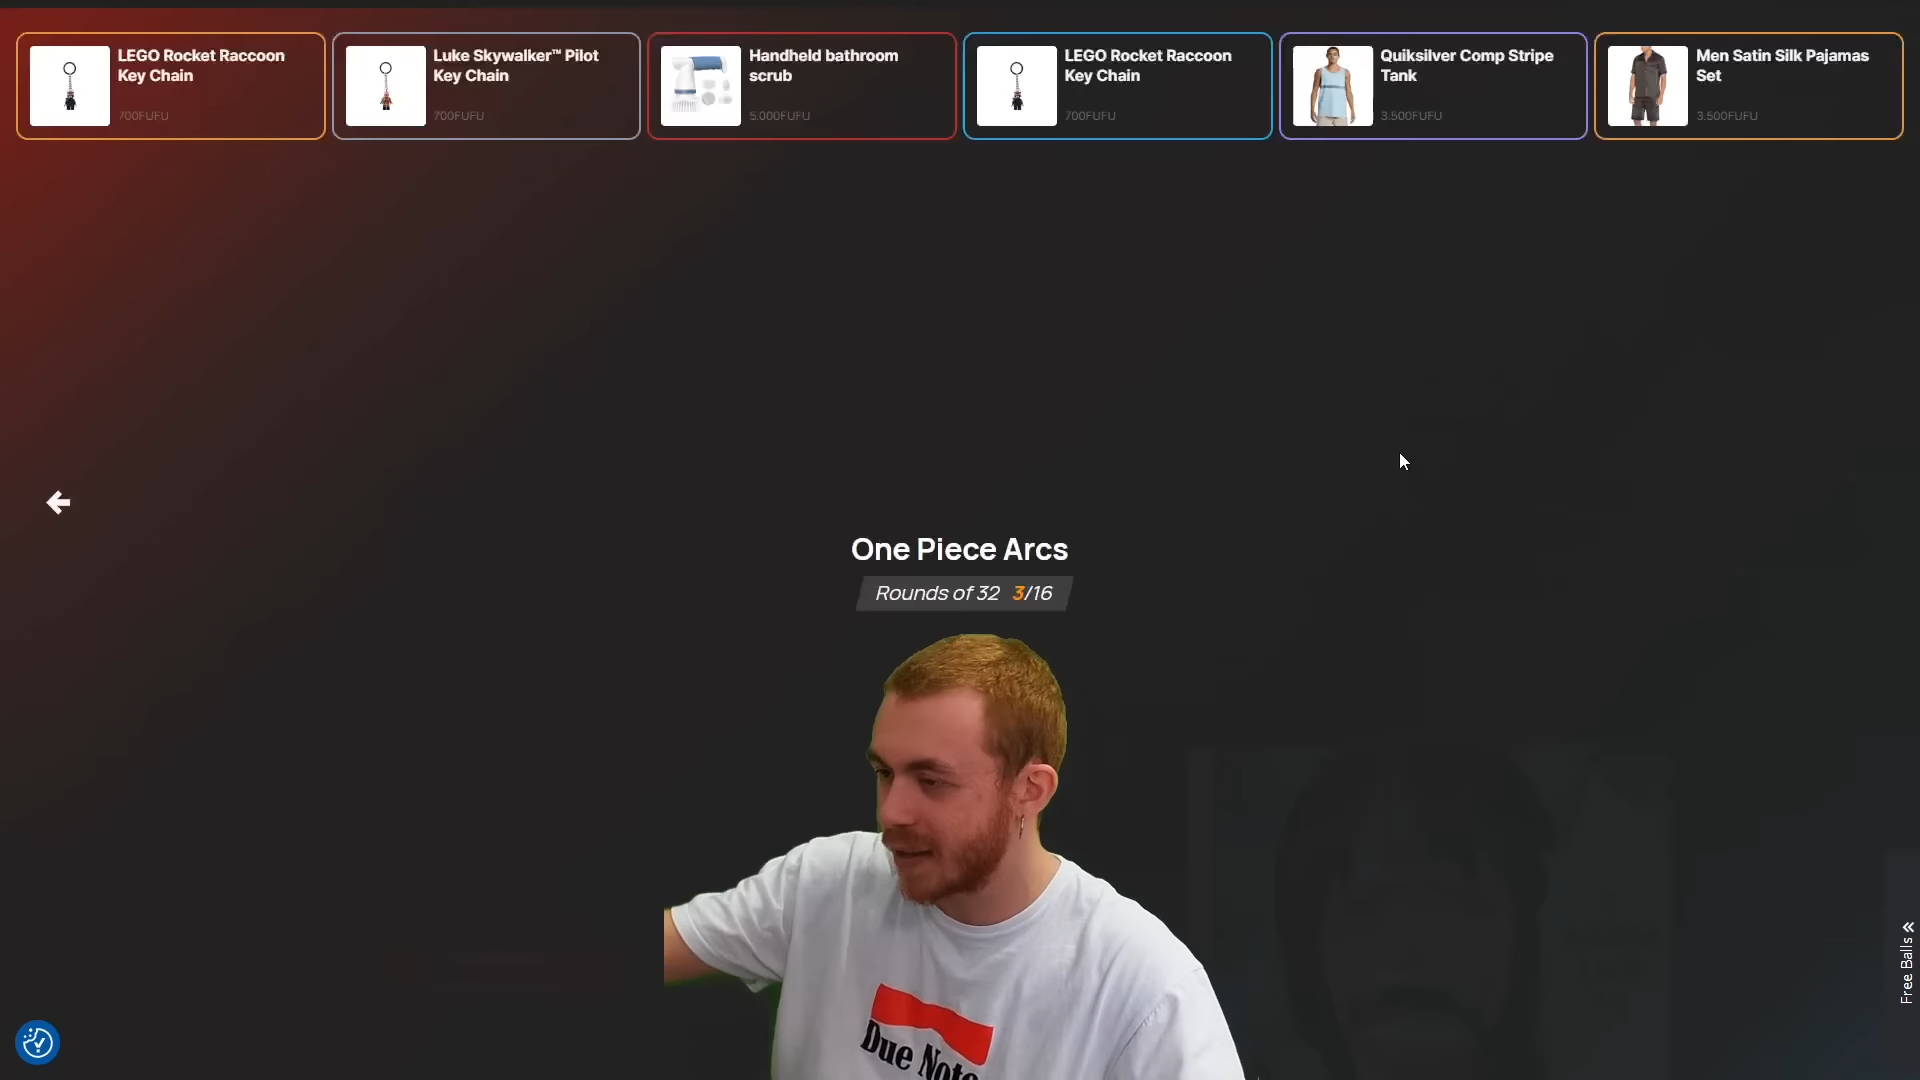 LEGO Rocket Raccoon
Key Chain
700FUFU
Luke Skywalker™ Pilot
Key Chain
700FUFU
Handheld bathroom
scrub
5.000FUFU
LEGO Rocket Raccoon
Key Chain
700FUFU
Quiksilver Comp Stripe
Tank
3.500FUFU
Men Satin Silk Pajamas
Set
3.500FUFU
One Piece Arcs
Rounds of 32 3/16
Due Note
Free Balls